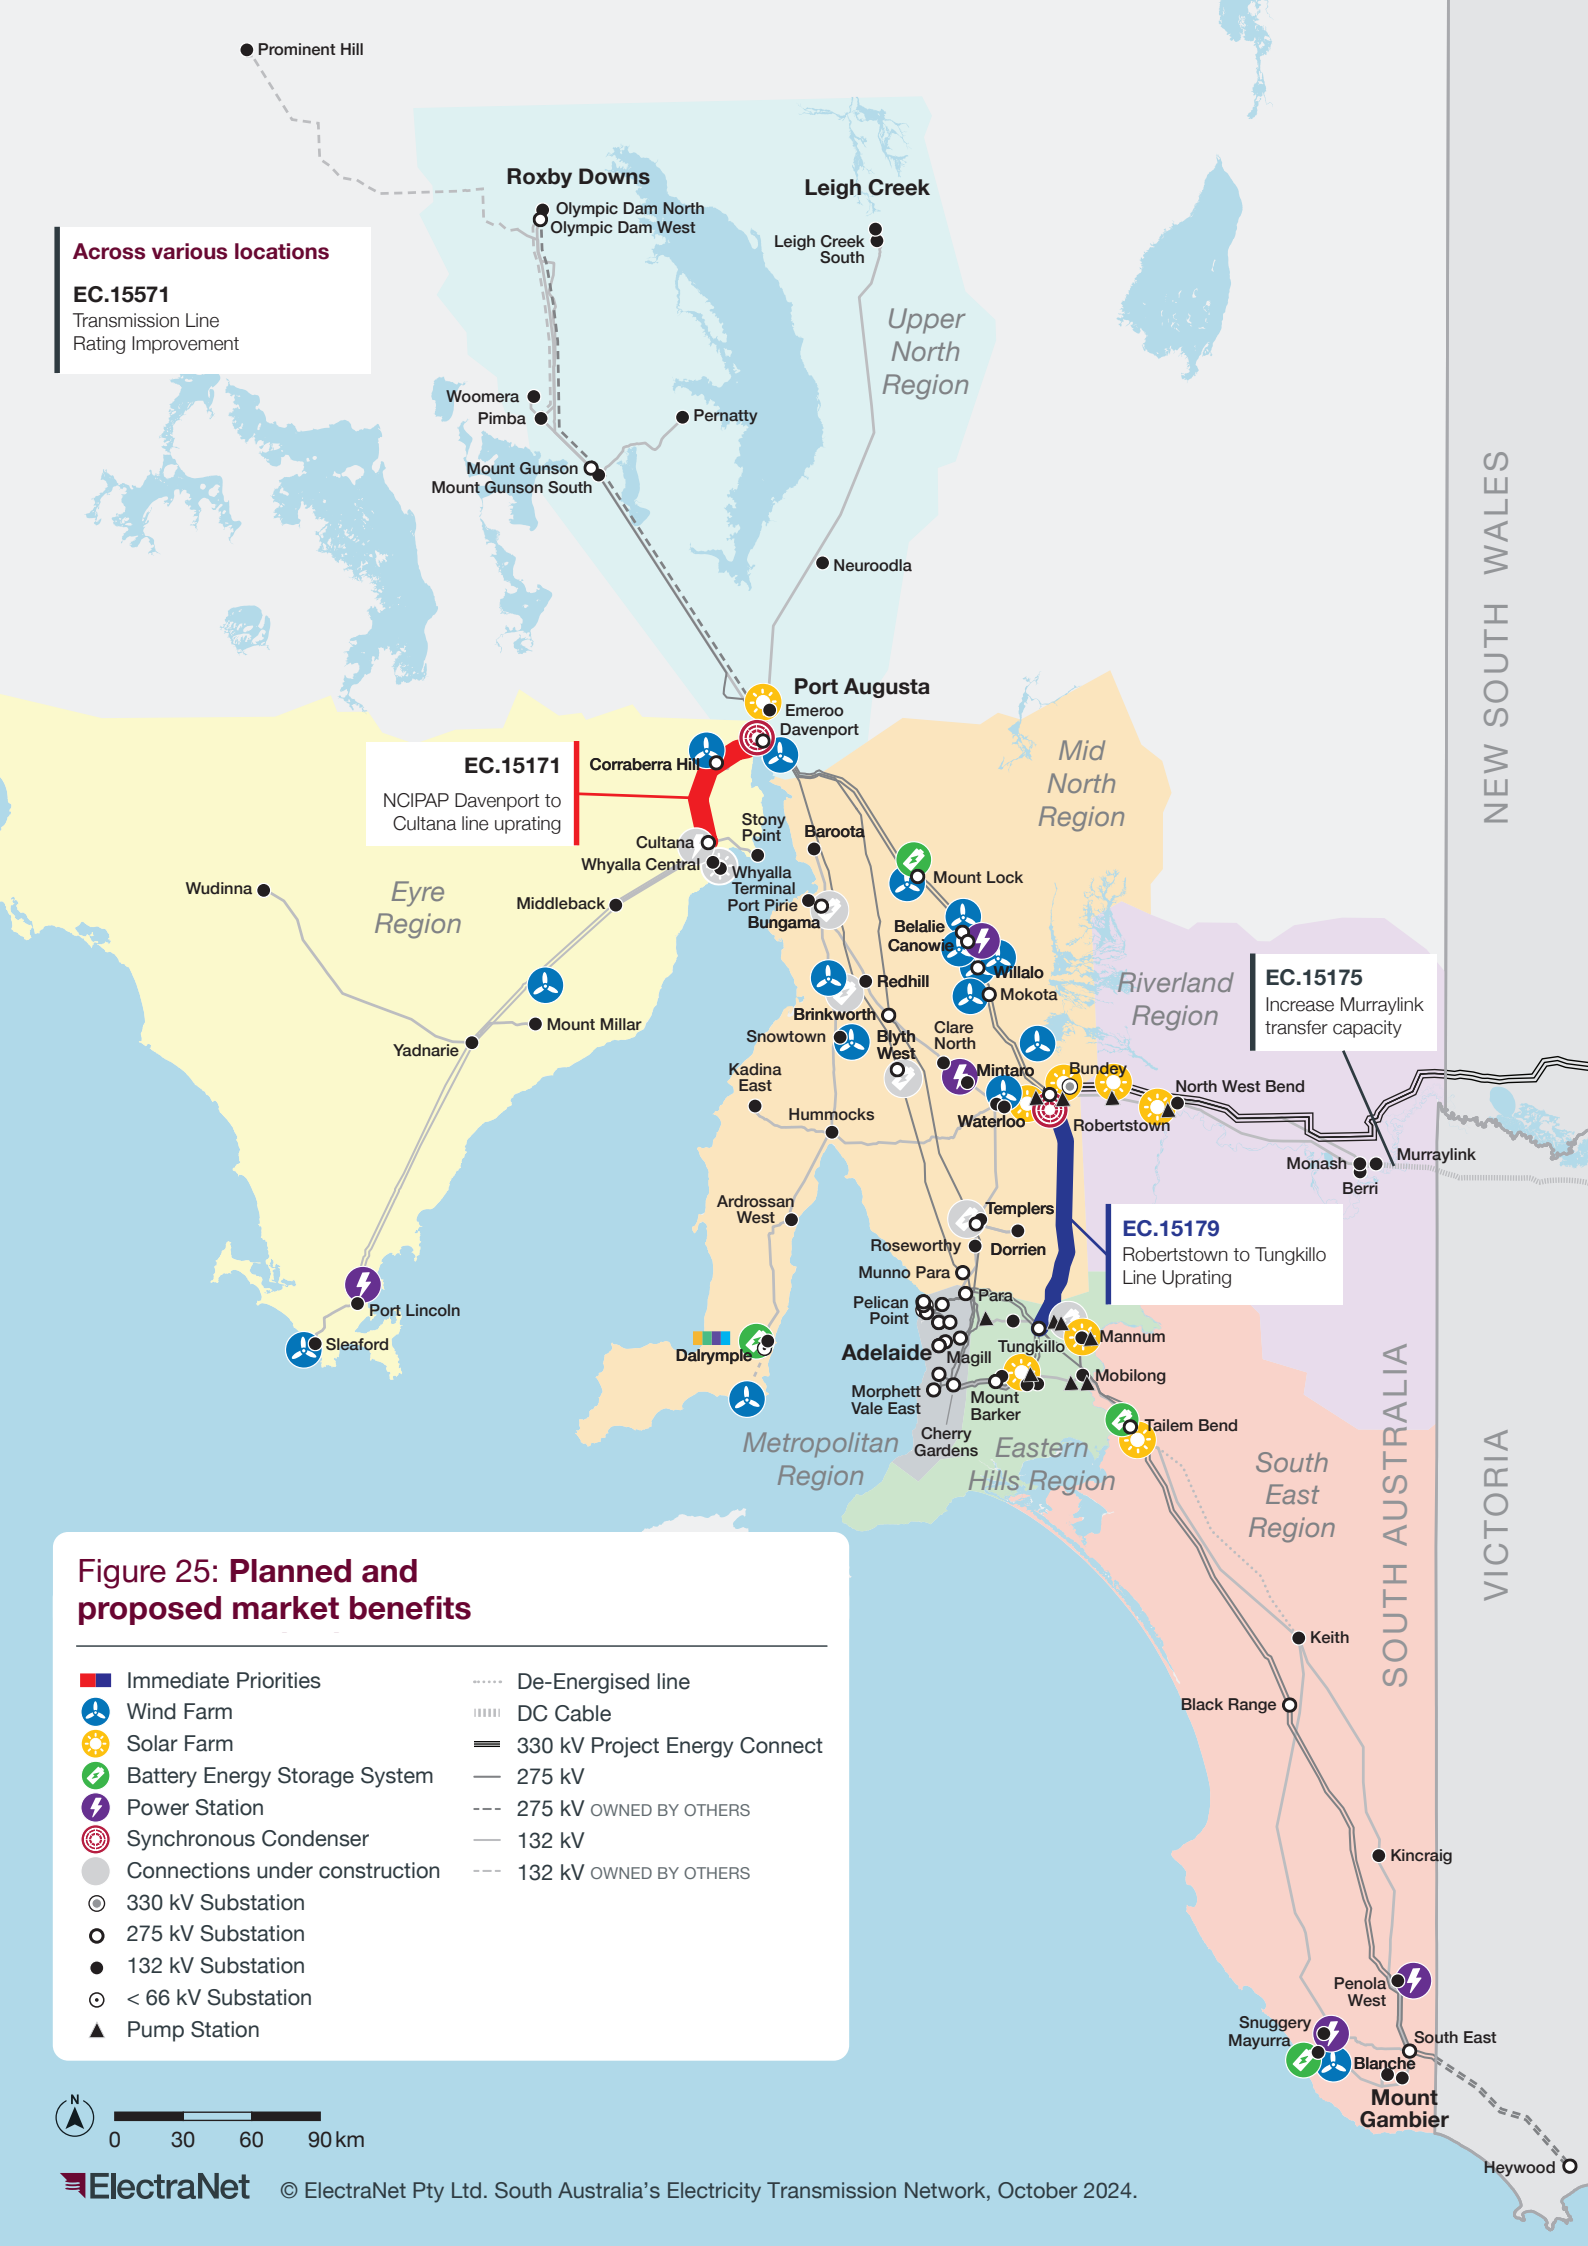 Prominent Hill
Roxby Downs
Olympic Dam North
Olympic Dam West
Leigh Creek
Leigh Creek
South
Across various locations
EC.15571
Transmission Line
Rating Improvement
Upper
North
Region
Woomera
Pimba
Pernatty
Mount Gunson
Mount Gunson South
Neuroodla
NEW SOUTH WALES
Port Augusta
Emeroo
Davenport
Corraberra Hill
EC.15171
NCIPAP Davenport to
Cultana line uprating
Mid
North
Region
Stony
Point
Baroota
Cultana
Whyalla Central
Whyalla
Terminal
Port Pirie
Bungama
Mount Lock
Wudinna
Eyre
Region
Middleback
Belalie
Canowie
Willalo
Mokota
Redhill
Riverland
Region
EC.15175
Increase Murraylink
transfer capacity
Brinkworth
Mount Millar
Yadnarie
Snowtown
Blyth
West
Clare
North
Mintaro
Bundey
North West Bend
Kadina
East
Hummocks
Waterloo
Robertstown
Monash
Murraylink
Berri
Ardrossan
West
Templers
EC.15179
Robertstown to Tungkillo
Line Uprating
Roseworthy
Dorrien
Munno Para
Para
Pelican
Point
Port Lincoln
Sleaford
Dalrymple
Adelaide
Magill
Tungkillo
Mannum
Mobilong
Morphett
Vale East
Mount
Barker
Cherry
Gardens
Tailem Bend
Metropolitan
Region
Eastern
Hills Region
South
East
Region
SOUTH AUSTRALIA
VICTORIA
Keith
Black Range
Kincraig
Penola
West
Snuggery
Mayurra
South East
Blanche
Mount
Gambier
Heywood
Figure 25: Planned and
proposed market benefits
Immediate Priorities
Wind Farm
Solar Farm
Battery Energy Storage System
Power Station
Synchronous Condenser
Connections under construction
330 kV Substation
275 kV Substation
132 kV Substation
< 66 kV Substation
Pump Station
De-Energised line
DC Cable
330 kV Project Energy Connect
275 kV
275 kV OWNED BY OTHERS
132 kV
132 kV OWNED BY OTHERS
N
0 30 60 90 km
ElectraNet
© ElectraNet Pty Ltd. South Australia's Electricity Transmission Network, October 2024.